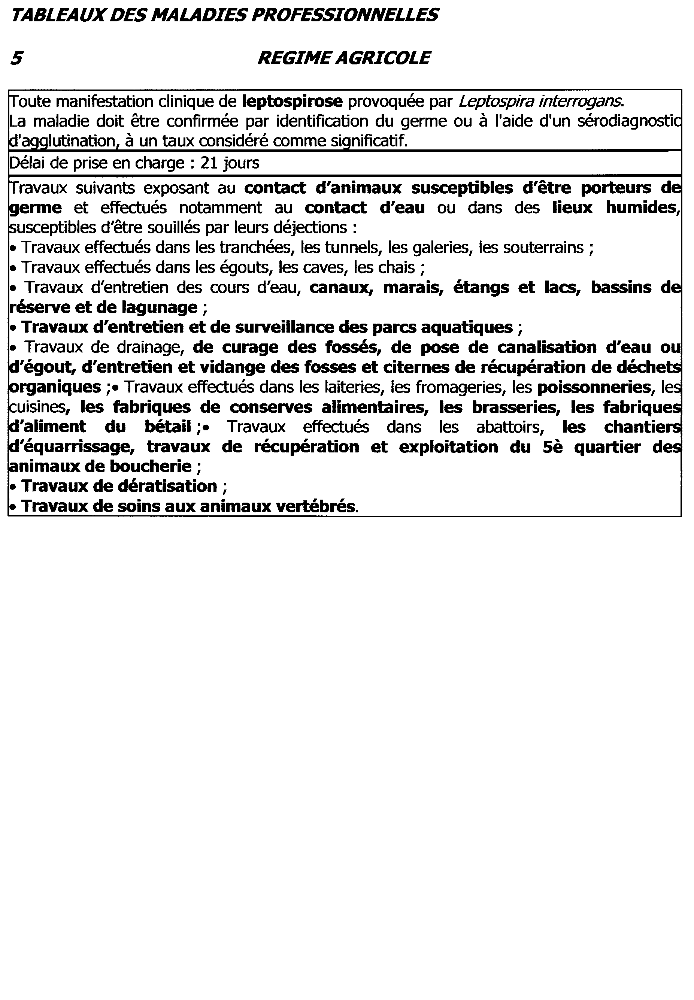 TABLEAUX DES MALADIES PROFESSIONNELLES
5 REGIME AGRICOLE
Toute manifestation clinique de leptospirose provoquée par Leptospira interrogans.
La maladie doit être confirmée par identification du germe ou à l'aide d'un sérodiagnostic
d'agglutination, à un taux considéré comme significatif.
Délai de prise en charge : 21 jours
Travaux suivants exposant au contact d'animaux susceptibles d'être porteurs de
germe et effectués notamment au contact d'eau ou dans des lieux humides,
susceptibles d'être souillés par leurs déjections :
• Travaux effectués dans les tranchées, les tunnels, les galeries, les souterrains ;
• Travaux effectués dans les égouts, les caves, les chais ;
• Travaux d'entretien des cours d'eau, canaux, marais, étangs et lacs, bassins de
réserve et de lagunage ;
• Travaux d'entretien et de surveillance des parcs aquatiques ;
• Travaux de drainage, de curage des fossés, de pose de canalisation d'eau ou
d'égout, d'entretien et vidange des fosses et citernes de récupération de déchets
organiques ;• Travaux effectués dans les laiteries, les fromageries, les poissonneries, les
cuisines, les fabriques de conserves alimentaires, les brasseries, les fabriques
d'aliment du bétail ;• Travaux effectués dans les abattoirs, les chantiers
d'équarrissage, travaux de récupération et exploitation du 5è quartier des
animaux de boucherie ;
• Travaux de dératisation ;
• Travaux de soins aux animaux vertébrés.